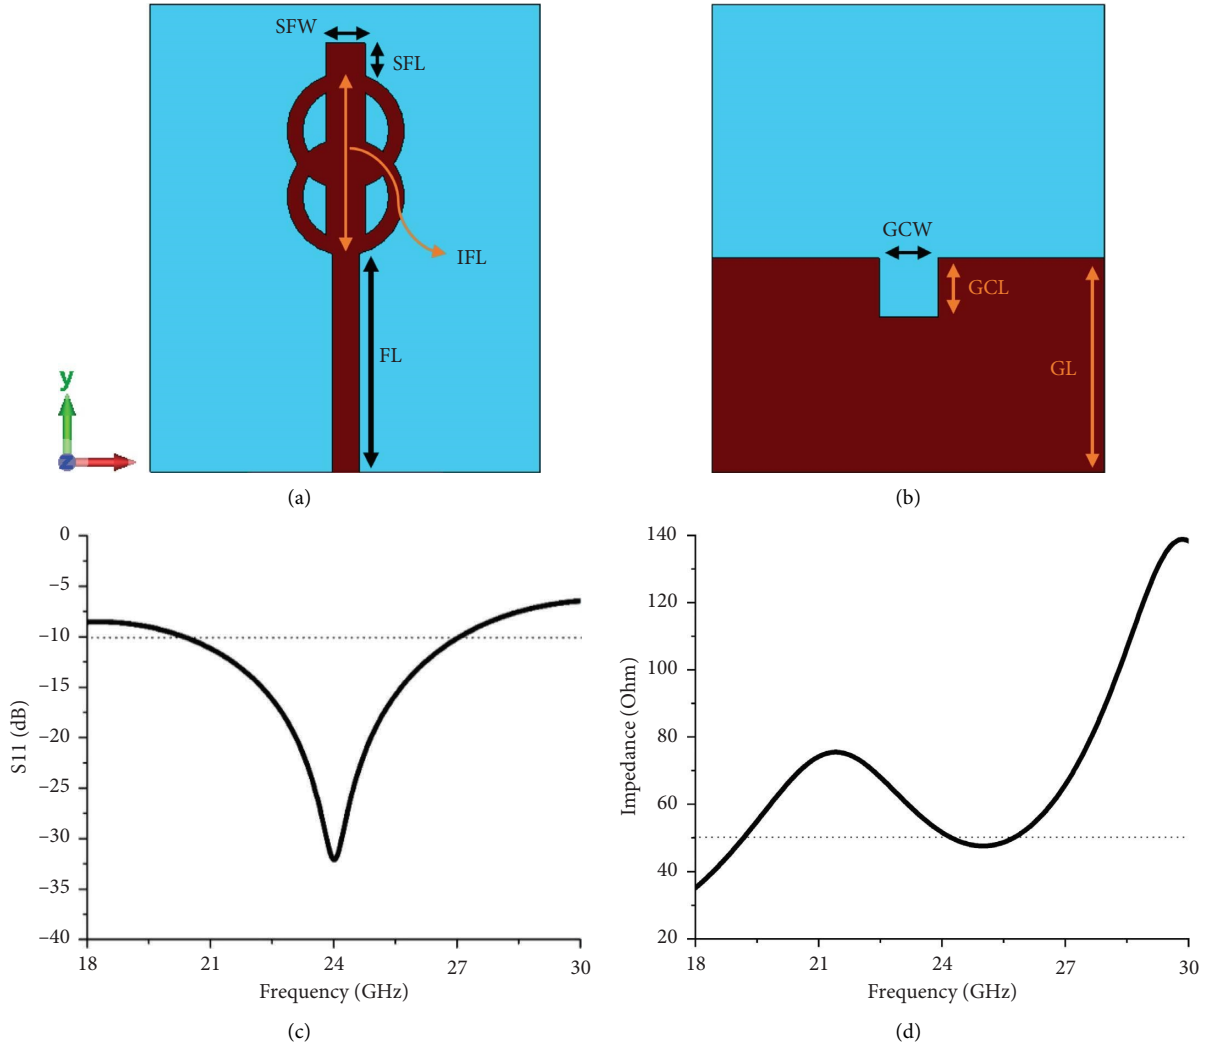 SFW
SFL
IFL
FL
y
z
(a)
GCW
GCL
GL
(b)
0
−5
−10
−15
−20
−25
−30
−35
−40
S11 (dB)
18 21 24 27 30
Frequency (GHz)
(c)
140
120
100
80
60
40
20
Impedance (Ohm)
18 21 24 27 30
Frequency (GHz)
(d)